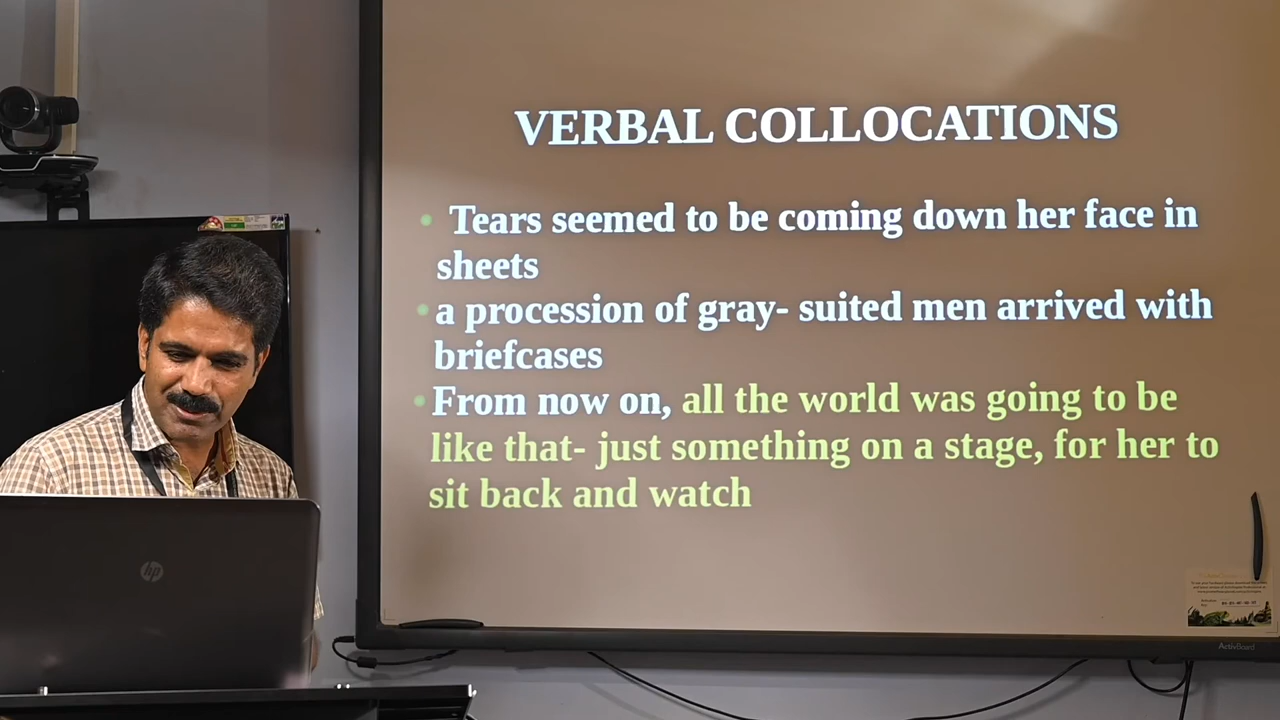 VERBAL COLLOCATIONS
Tears seemed to be coming down her face in
sheets
a procession of gray- suited men arrived with
briefcases
From now on, all the world was going to be
like that- just something on a stage, for her to
sit back and watch
hp
ActivBoard